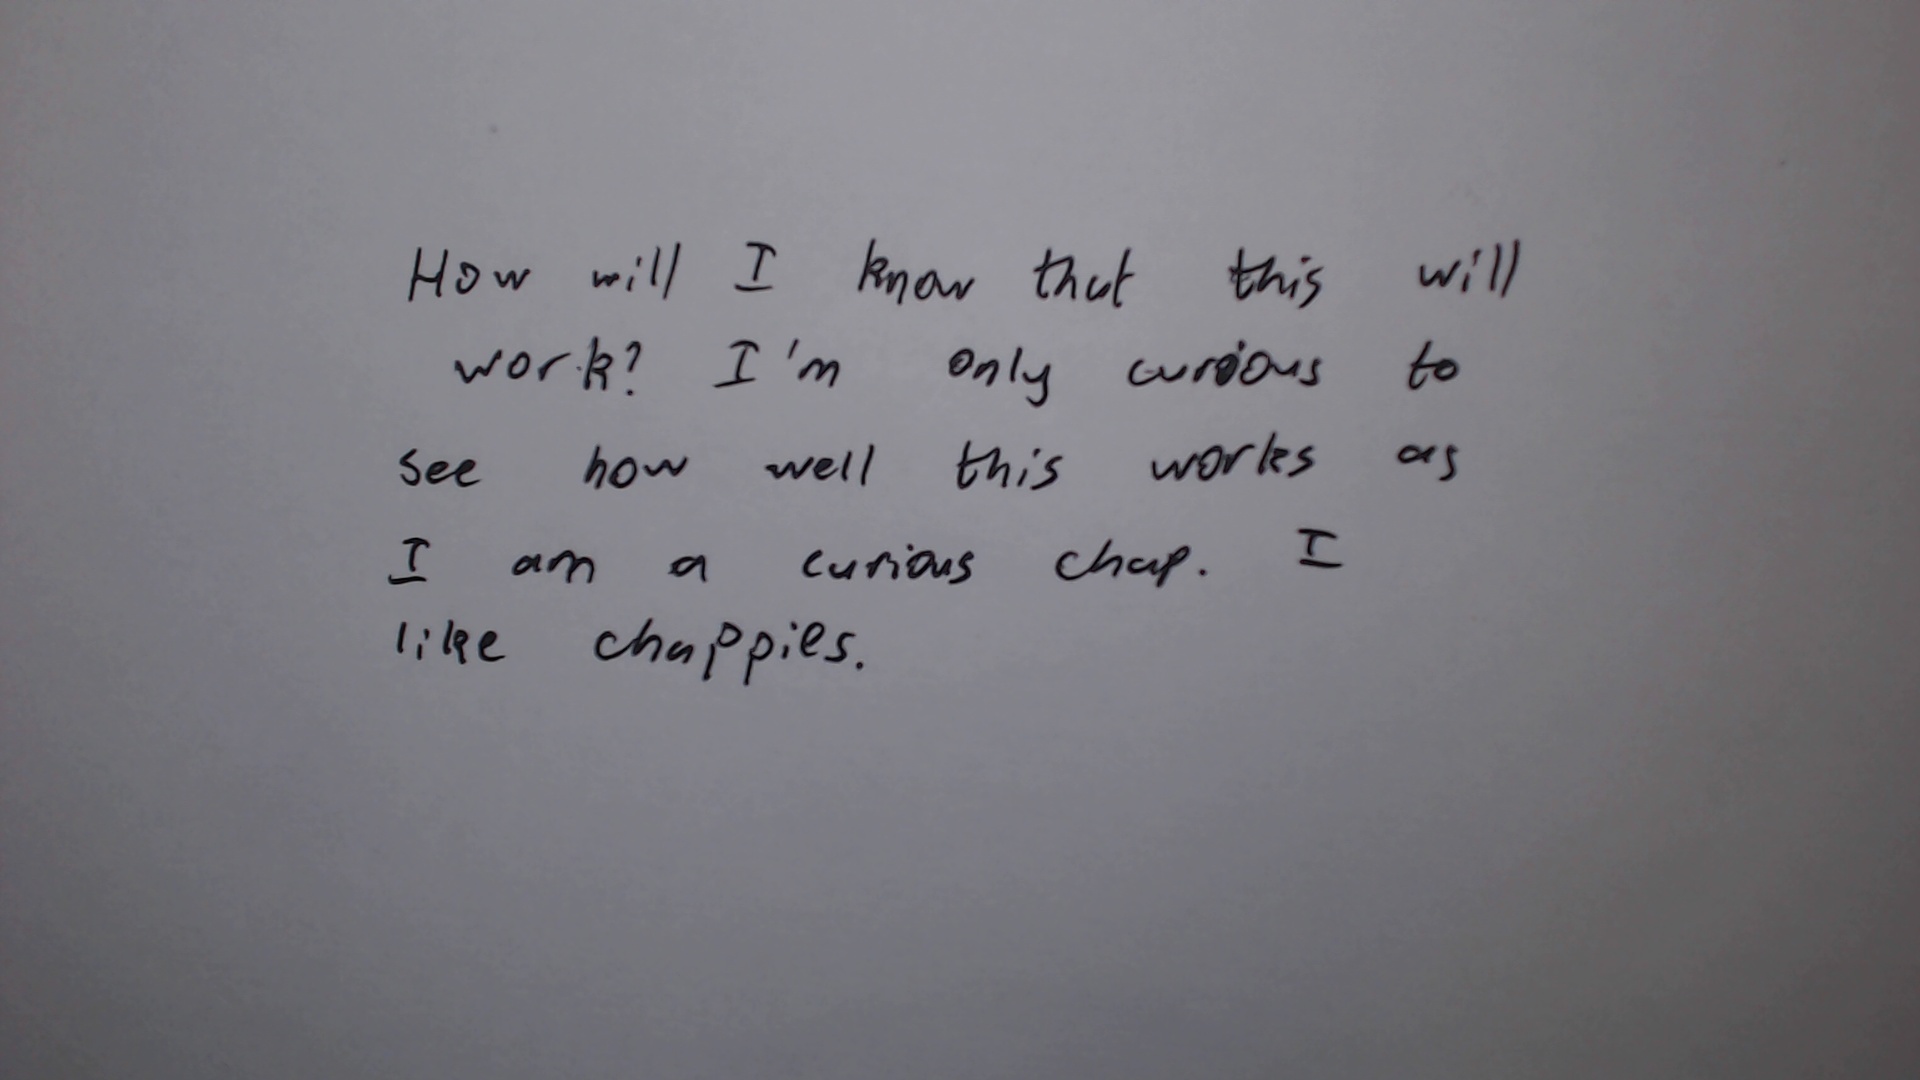 How will I know that this will
work? I'm only curious to
see how well this works as
I am a curious chap. I
like chappies.